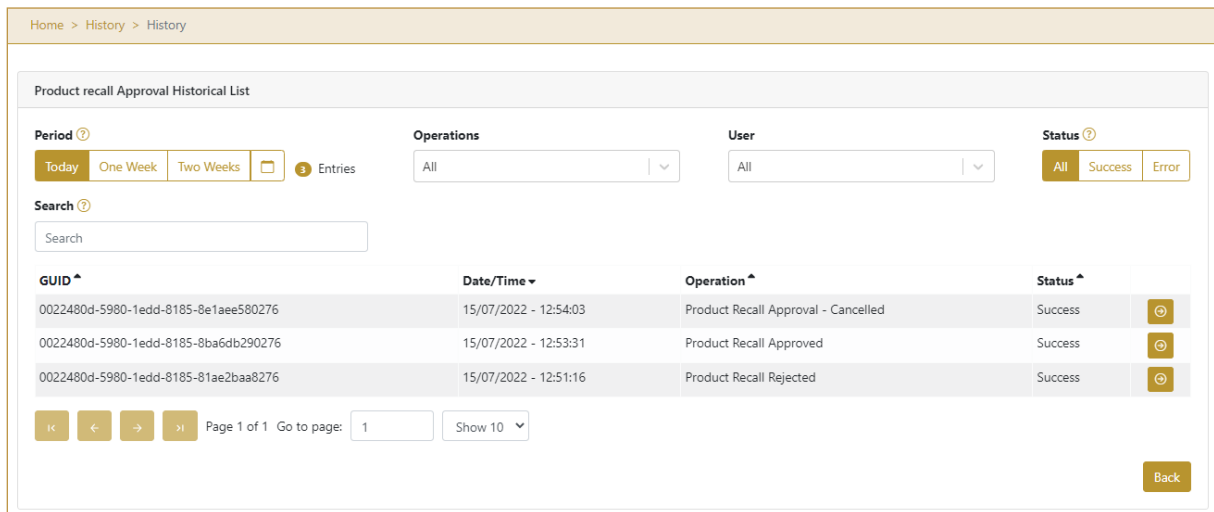 Home > History > History
Product recall Approval Historical List
Period ? Operations User Status ?
Today One Week Two Weeks 3 Entries All All All Success Error
Search ?
Search
GUID Date/Time Operation Status
0022480d-5980-1edd-8185-8e1aee580276 15/07/2022 - 12:54:03 Product Recall Approval - Cancelled Success
0022480d-5980-1edd-8185-8ba6db290276 15/07/2022 - 12:53:31 Product Recall Approved Success
0022480d-5980-1edd-8185-81ae2baa8276 15/07/2022 - 12:51:16 Product Recall Rejected Success
Page 1 of 1 Go to page: 1 Show 10
Back